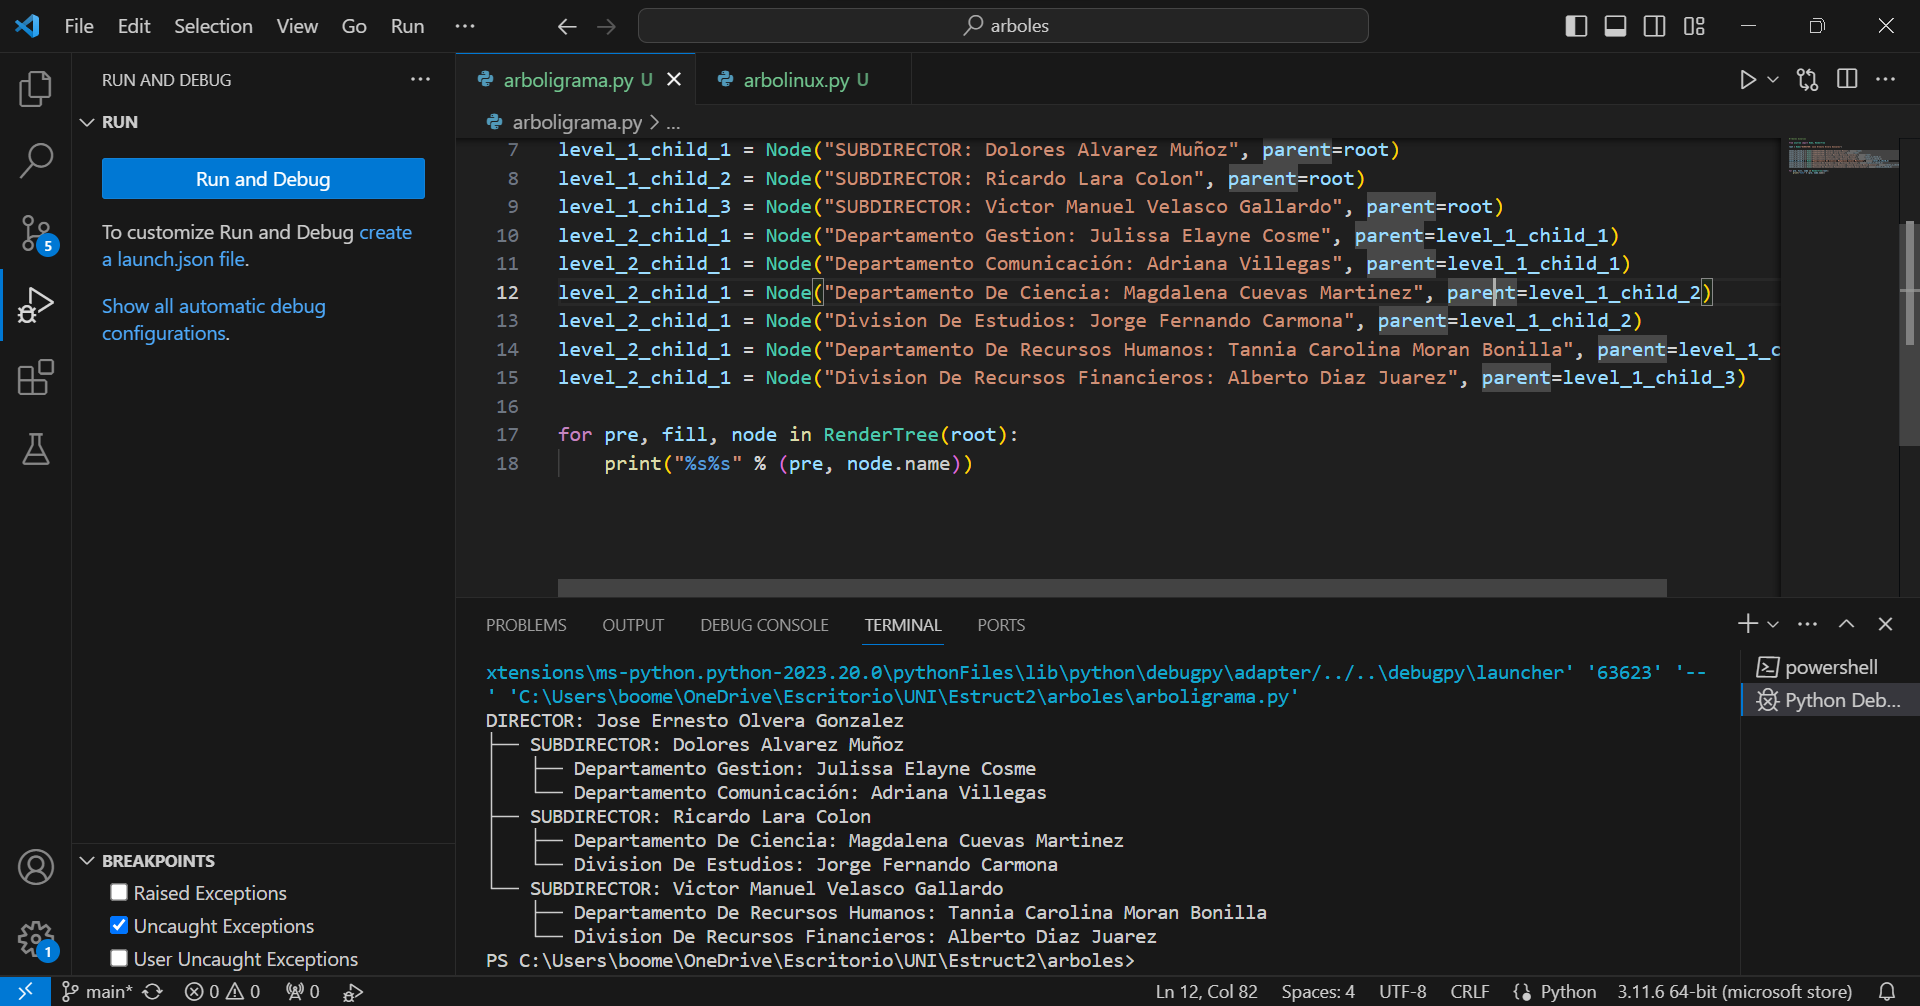 File Edit Selection View Go Run ··· arboles
RUN AND DEBUG ···
RUN
Run and Debug
To customize Run and Debug create
a launch.json file.
Show all automatic debug
configurations.
BREAKPOINTS
Raised Exceptions
Uncaught Exceptions
User Uncaught Exceptions
5
1
arboligrama.py U arbolinux.py U
arboligrama.py > ...
7 level_1_child_1 = Node("SUBDIRECTOR: Dolores Alvarez Muñoz", parent=root)
8 level_1_child_2 = Node("SUBDIRECTOR: Ricardo Lara Colon", parent=root)
9 level_1_child_3 = Node("SUBDIRECTOR: Victor Manuel Velasco Gallardo", parent=root)
10 level_2_child_1 = Node("Departamento Gestion: Julissa Elayne Cosme", parent=level_1_child_1)
11 level_2_child_1 = Node("Departamento Comunicación: Adriana Villegas", parent=level_1_child_1)
12 level_2_child_1 = Node("Departamento De Ciencia: Magdalena Cuevas Martinez", parent=level_1_child_2)
13 level_2_child_1 = Node("Division De Estudios: Jorge Fernando Carmona", parent=level_1_child_2)
14 level_2_child_1 = Node("Departamento De Recursos Humanos: Tannia Carolina Moran Bonilla", parent=level_1_c
15 level_2_child_1 = Node("Division De Recursos Financieros: Alberto Diaz Juarez", parent=level_1_child_3)
16
17 for pre, fill, node in RenderTree(root):
18 print("%s%s" % (pre, node.name))
PROBLEMS OUTPUT DEBUG CONSOLE TERMINAL PORTS
xtensions\ms-python.python-2023.20.0\pythonFiles\lib\python\debugpy\adapter/../..\debugpy\launcher' '63623' '--
' 'C:\Users\boome\OneDrive\Escritorio\UNI\Estruct2\arboles\arboligrama.py'
DIRECTOR: Jose Ernesto Olvera Gonzalez
├── SUBDIRECTOR: Dolores Alvarez Muñoz
│   ├── Departamento Gestion: Julissa Elayne Cosme
│   └── Departamento Comunicación: Adriana Villegas
├── SUBDIRECTOR: Ricardo Lara Colon
│   ├── Departamento De Ciencia: Magdalena Cuevas Martinez
│   └── Division De Estudios: Jorge Fernando Carmona
└── SUBDIRECTOR: Victor Manuel Velasco Gallardo
    ├── Departamento De Recursos Humanos: Tannia Carolina Moran Bonilla
    └── Division De Recursos Financieros: Alberto Diaz Juarez
PS C:\Users\boome\OneDrive\Escritorio\UNI\Estruct2\arboles>
powershell
Python Deb...
main* 0 0 0 Ln 12, Col 82 Spaces: 4 UTF-8 CRLF Python 3.11.6 64-bit (microsoft store)